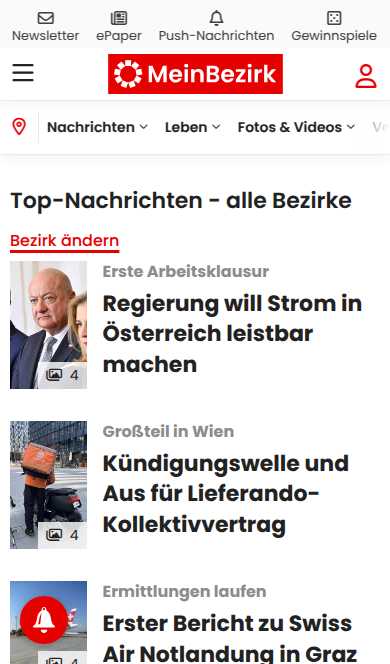 Newsletter
ePaper
Push-Nachrichten
Gewinnspiele
MeinBezirk
Nachrichten
Leben
Fotos & Videos
Top-Nachrichten - alle Bezirke
Bezirk ändern
Erste Arbeitsklausur
Regierung will Strom in
Österreich leistbar
machen
4
Großteil in Wien
Kündigungswelle und
Aus für Lieferando-
Kollektivvertrag
4
Ermittlungen laufen
Erster Bericht zu Swiss
Air Notlandung in Graz
4